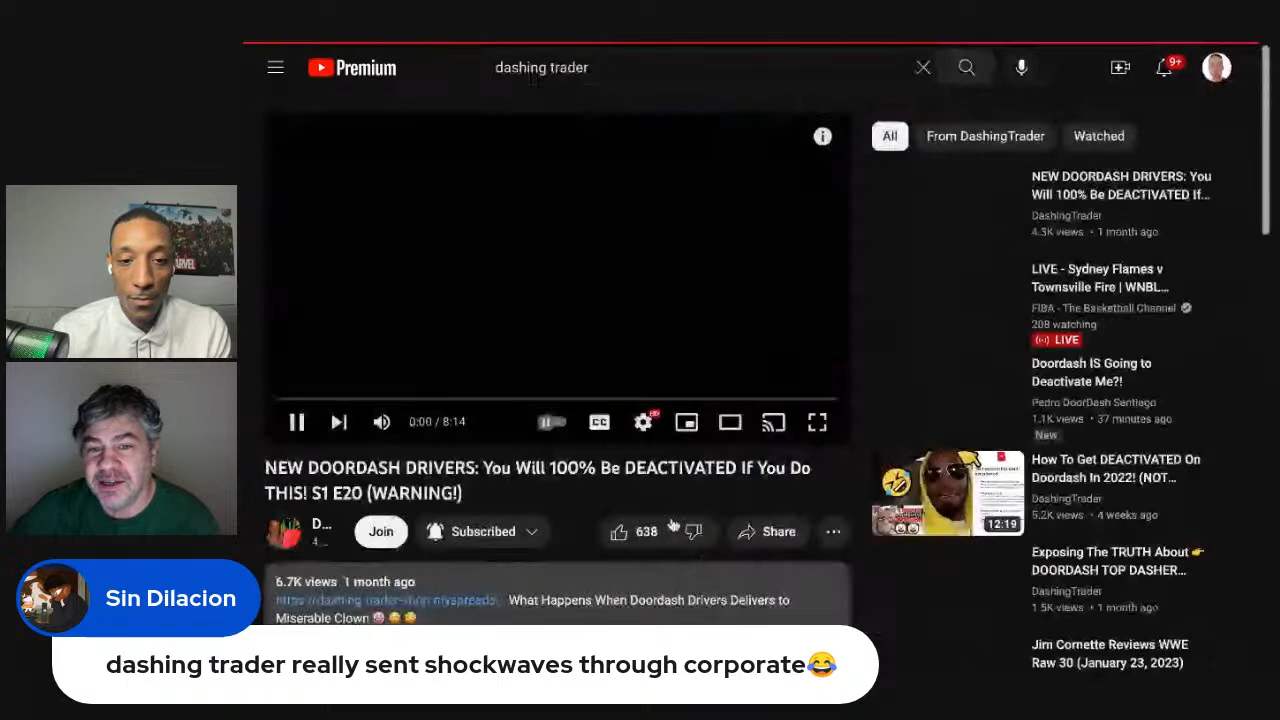 Premium
dashing trader
9+
All
From DashingTrader
Watched
MARVEL
0:00 / 8:14
CC
HD
NEW DOORDASH DRIVERS: You Will 100% Be DEACTIVATED If You Do
THIS! S1 E20 (WARNING!)
D...
4...
Join
Subscribed
638
Share
6.7K views 1 month ago
What Happens When Doordash Drivers Delivers to
Miserable Clown
NEW DOORDASH DRIVERS: You
Will 100% Be DEACTIVATED If...
DashingTrader
4.3K views • 1 month ago
LIVE - Sydney Flames v
Townsville Fire | WNBL...
FIBA - The Basketball Channel
208 watching
LIVE
Doordash IS Going to
Deactivate Me?!
Pedro DoorDash Santiago
1.1K views • 37 minutes ago
New
12:19
How To Get DEACTIVATED On
Doordash In 2022! (NOT...
DashingTrader
5.2K views • 4 weeks ago
Exposing The TRUTH About 👉
DOORDASH TOP DASHER...
DashingTrader
1.5K views • 1 month ago
Jim Cornette Reviews WWE
Raw 30 (January 23, 2023)
Sin Dilacion
dashing trader really sent shockwaves through corporate😂